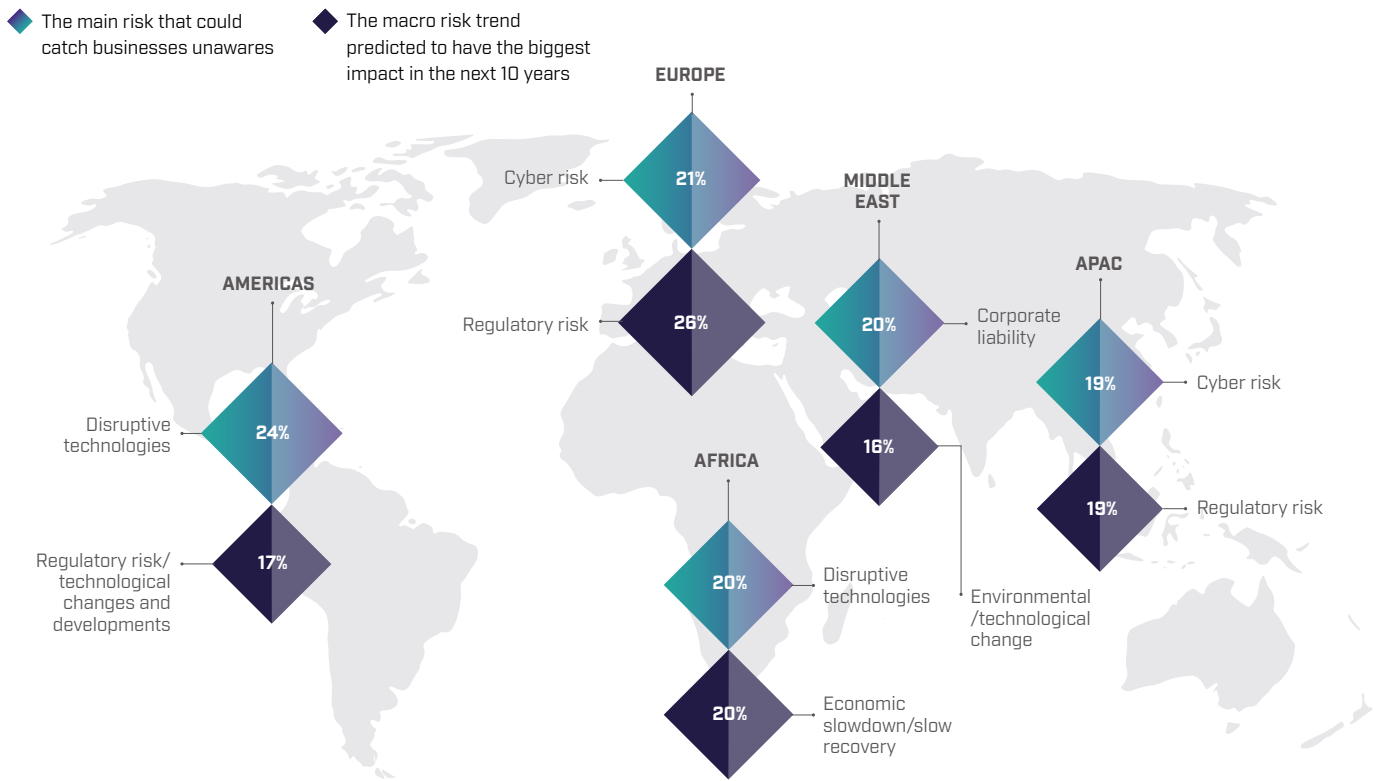 The main risk that could
catch businesses unawares
The macro risk trend
predicted to have the biggest
impact in the next 10 years
EUROPE
Cyber risk
21%
Regulatory risk
26%
MIDDLE
EAST
20%
Corporate
liability
16%
Environmental
/technological
change
APAC
19%
Cyber risk
19%
Regulatory risk
AMERICAS
Disruptive
technologies
24%
Regulatory risk/
technological
changes and
developments
17%
AFRICA
20%
Disruptive
technologies
20%
Economic
slowdown/slow
recovery